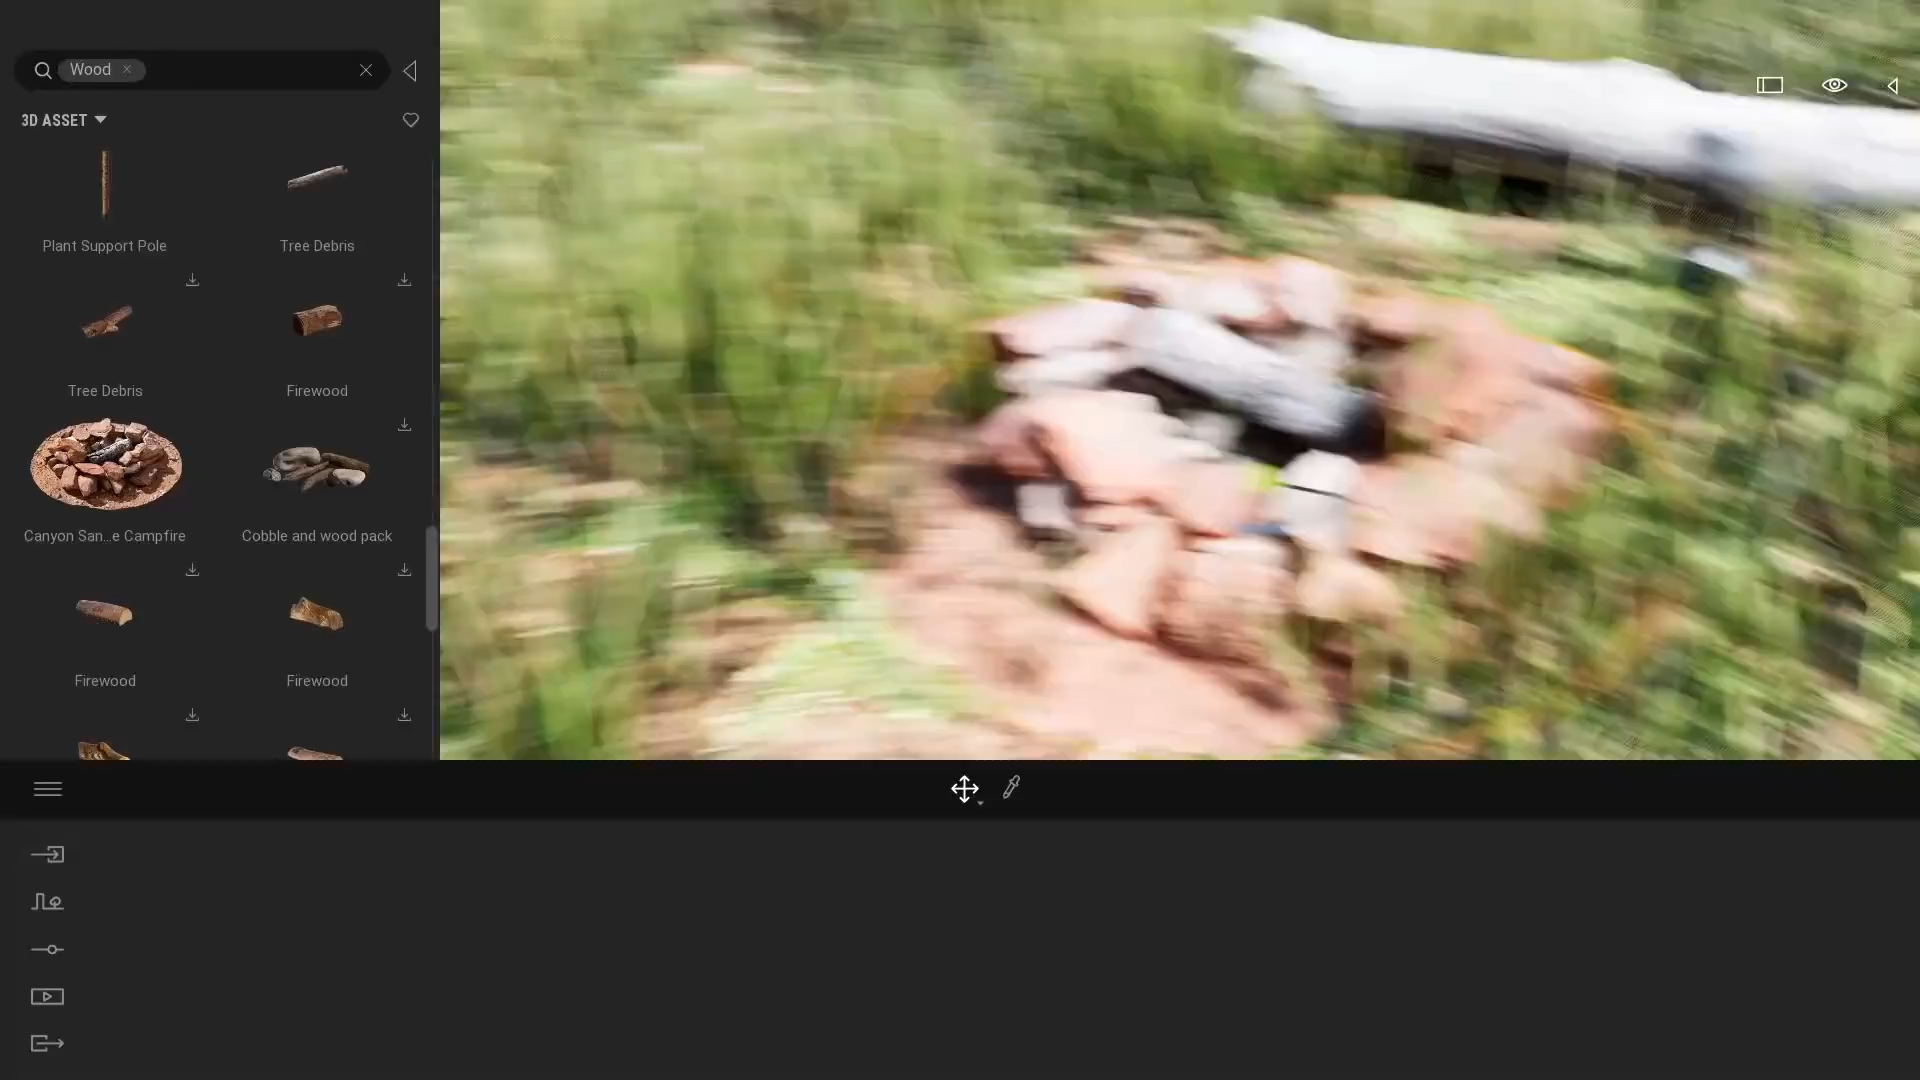 Wood
3D ASSET
Plant Support Pole
Tree Debris
Tree Debris
Firewood
Canyon San...e Campfire
Cobble and wood pack
Firewood
Firewood